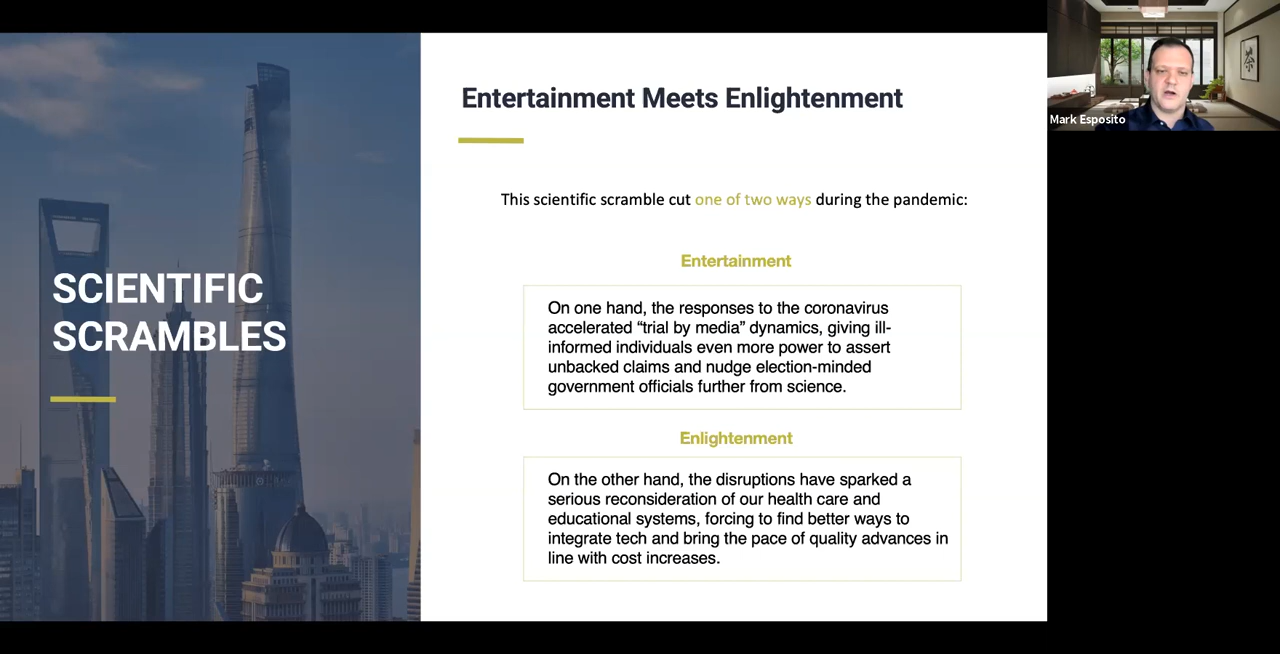 SCIENTIFIC
SCRAMBLES
Entertainment Meets Enlightenment
This scientific scramble cut one of two ways during the pandemic:
Entertainment
On one hand, the responses to the coronavirus
accelerated “trial by media” dynamics, giving ill-
informed individuals even more power to assert
unbacked claims and nudge election-minded
government officials further from science.
Enlightenment
On the other hand, the disruptions have sparked a
serious reconsideration of our health care and
educational systems, forcing to find better ways to
integrate tech and bring the pace of quality advances in
line with cost increases.
Mark Esposito
茶